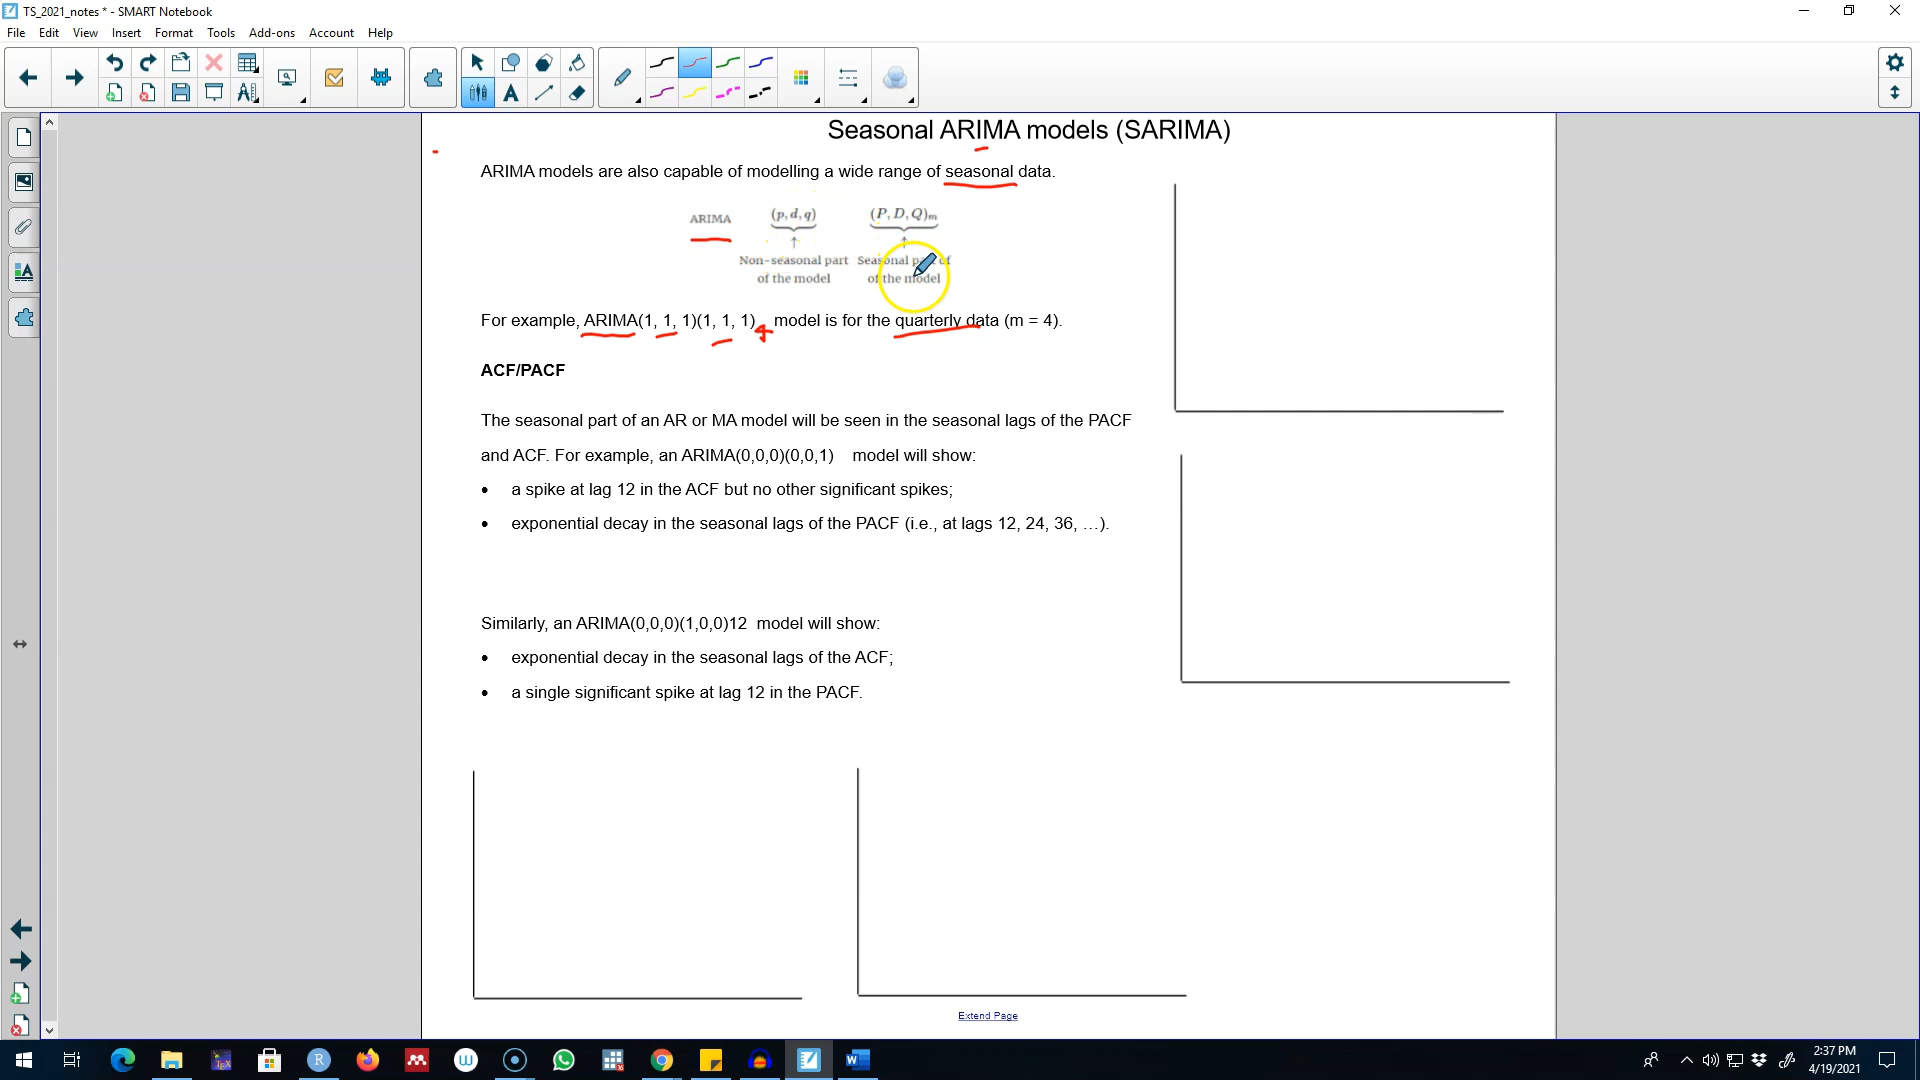 TS_2021_notes * - SMART Notebook
File Edit View Insert Format Tools Add-ons Account Help
Seasonal ARIMA models (SARIMA)
ARIMA models are also capable of modelling a wide range of seasonal data.
ARIMA (p, d, q) (P, D, Q)m
Non-seasonal part Seasonal part of
of the model of the model
For example, ARIMA(1, 1, 1)(1, 1, 1) 4 model is for the quarterly data (m = 4).
ACF/PACF
The seasonal part of an AR or MA model will be seen in the seasonal lags of the PACF
and ACF. For example, an ARIMA(0,0,0)(0,0,1) model will show:
• a spike at lag 12 in the ACF but no other significant spikes;
• exponential decay in the seasonal lags of the PACF (i.e., at lags 12, 24, 36, …).
Similarly, an ARIMA(0,0,0)(1,0,0)12 model will show:
• exponential decay in the seasonal lags of the ACF;
• a single significant spike at lag 12 in the PACF.
Extend Page
2:37 PM
4/19/2021